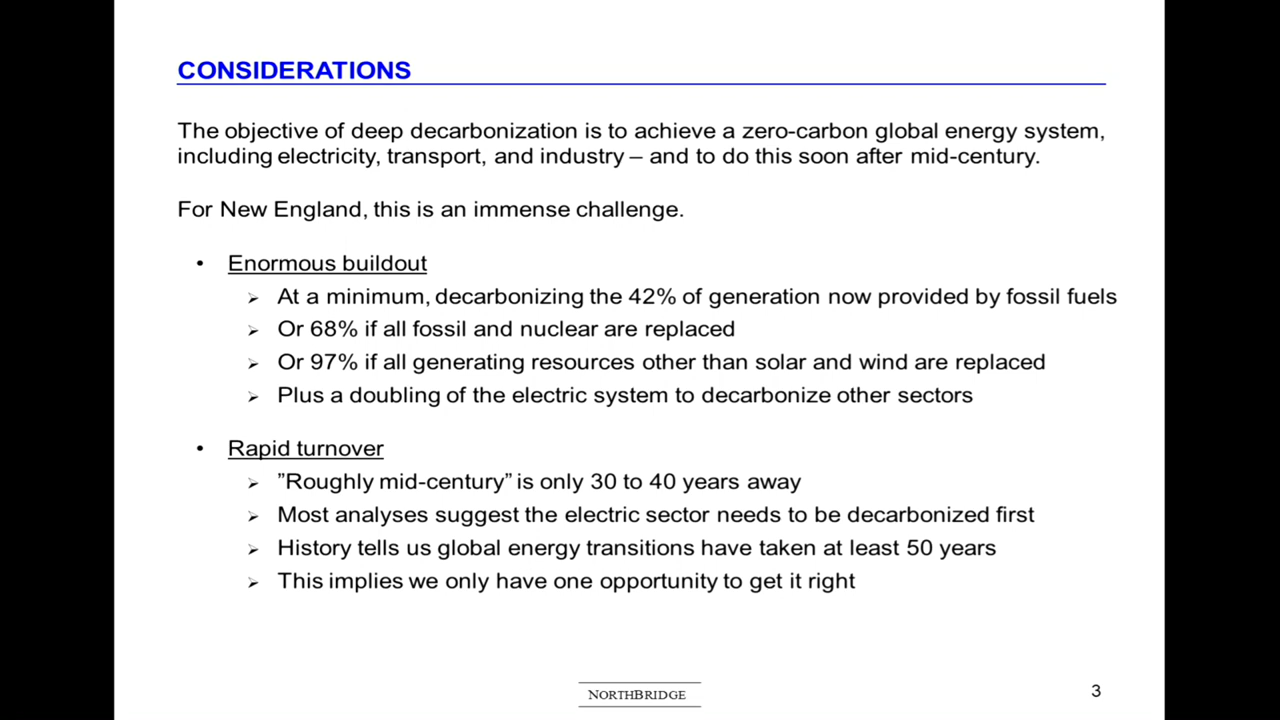 CONSIDERATIONS
The objective of deep decarbonization is to achieve a zero-carbon global energy system,
including electricity, transport, and industry – and to do this soon after mid-century.
For New England, this is an immense challenge.
• Enormous buildout
➢ At a minimum, decarbonizing the 42% of generation now provided by fossil fuels
➢ Or 68% if all fossil and nuclear are replaced
➢ Or 97% if all generating resources other than solar and wind are replaced
➢ Plus a doubling of the electric system to decarbonize other sectors
• Rapid turnover
➢ ”Roughly mid-century” is only 30 to 40 years away
➢ Most analyses suggest the electric sector needs to be decarbonized first
➢ History tells us global energy transitions have taken at least 50 years
➢ This implies we only have one opportunity to get it right
NORTHBRIDGE
3